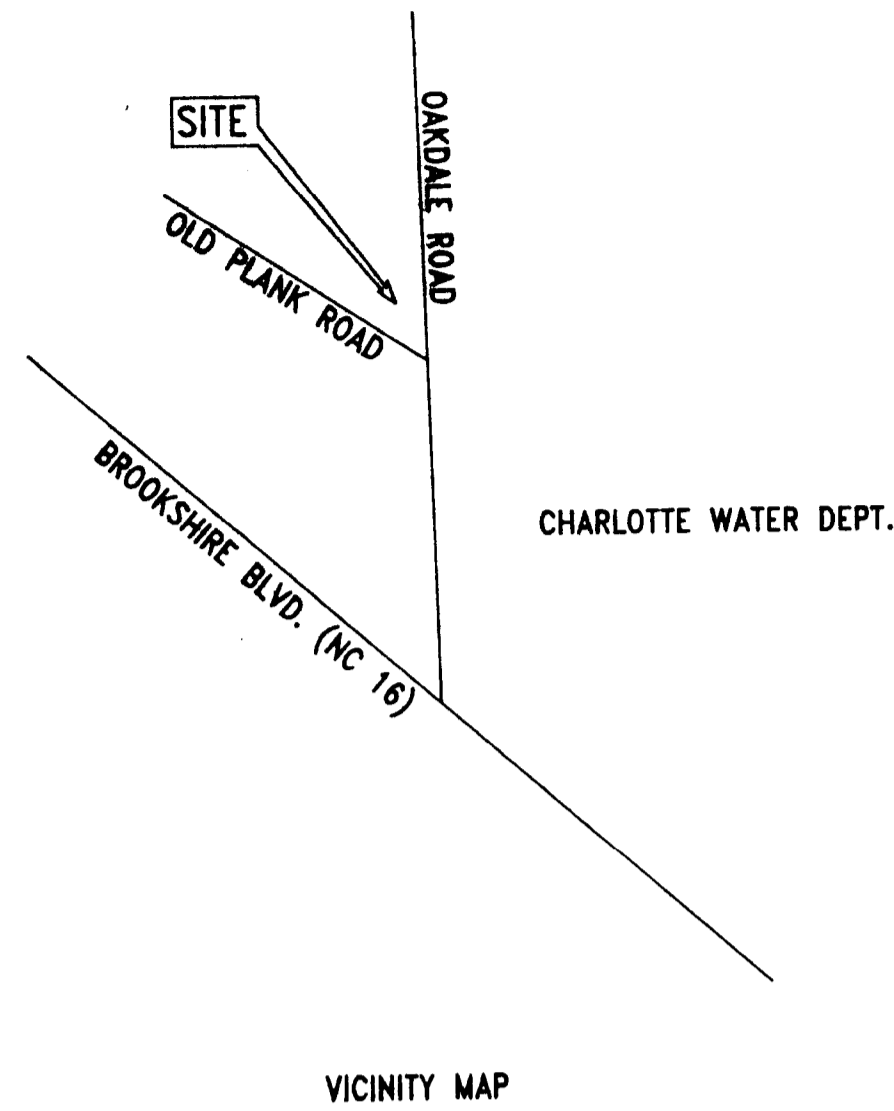 SITE
OAKDALE ROAD
OLD PLANK ROAD
BROOKSHIRE BLVD. (NC 16)
CHARLOTTE WATER DEPT.
VICINITY MAP